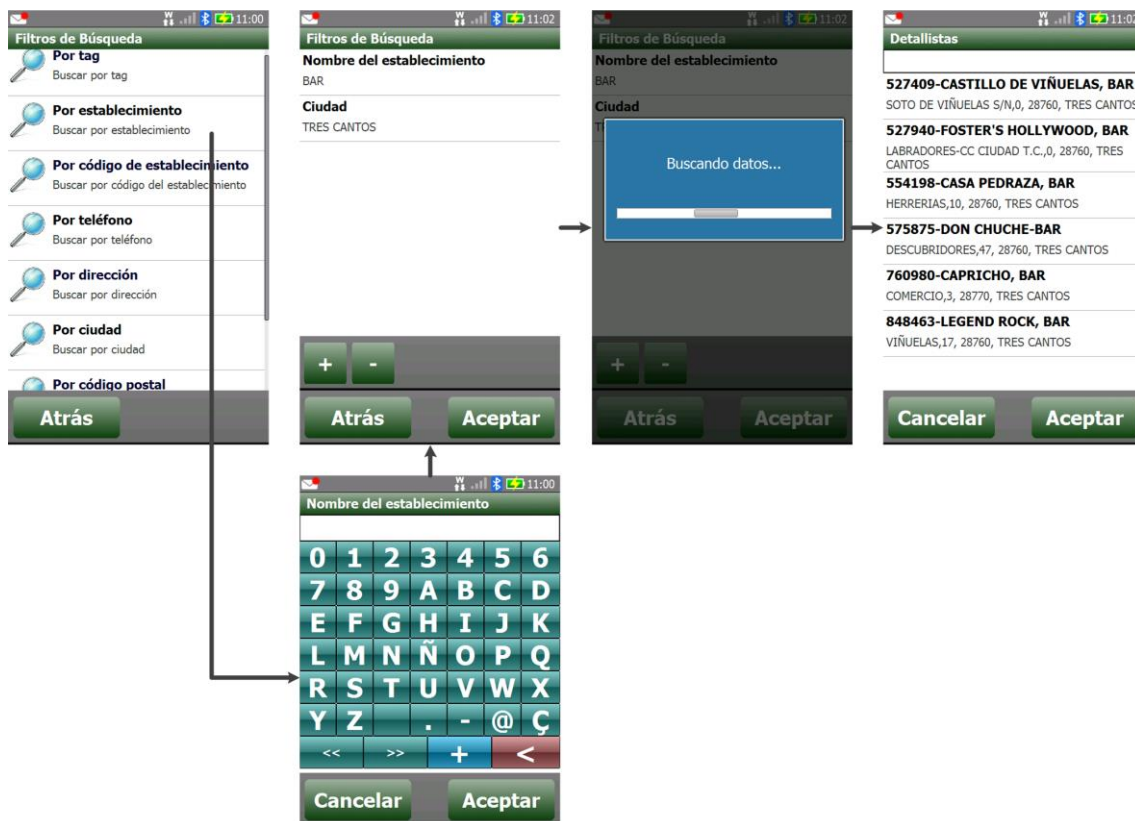 11:00
Filtros de Búsqueda
Por tag
Buscar por tag
Por establecimiento
Buscar por establecimiento
Por código de establecimiento
Buscar por código del establecimiento
Por teléfono
Buscar por teléfono
Por dirección
Buscar por dirección
Por ciudad
Buscar por ciudad
Por código postal
Atrás
W 11:02
Filtros de Búsqueda
Nombre del establecimiento
BAR
Ciudad
TRES CANTOS
+ -
Atrás Aceptar
W 11:02
Filtros de Búsqueda
Nombre del establecimiento
BAR
Ciudad
Buscando datos...
+ -
Atrás Aceptar
W 11:02
Detallistas
527409-CASTILLO DE VIÑUELAS, BAR
SOTO DE VIÑUELAS S/N,0, 28760, TRES CANTOS
527940-FOSTER'S HOLLYWOOD, BAR
LABRADORES-CC CIUDAD T.C.,0, 28760, TRES
CANTOS
554198-CASA PEDRAZA, BAR
HERRERIAS,10, 28760, TRES CANTOS
575875-DON CHUCHE-BAR
DESCUBRIDORES,47, 28760, TRES CANTOS
760980-CAPRICHO, BAR
COMERCIO,3, 28770, TRES CANTOS
848463-LEGEND ROCK, BAR
VIÑUELAS,17, 28760, TRES CANTOS
Cancelar Aceptar
W 11:00
Nombre del establecimiento
0 1 2 3 4 5 6
7 8 9 A B C D
E F G H I J K
L M N Ñ O P Q
R S T U V W X
Y Z . - @ Ç
<< >> + <
Cancelar Aceptar